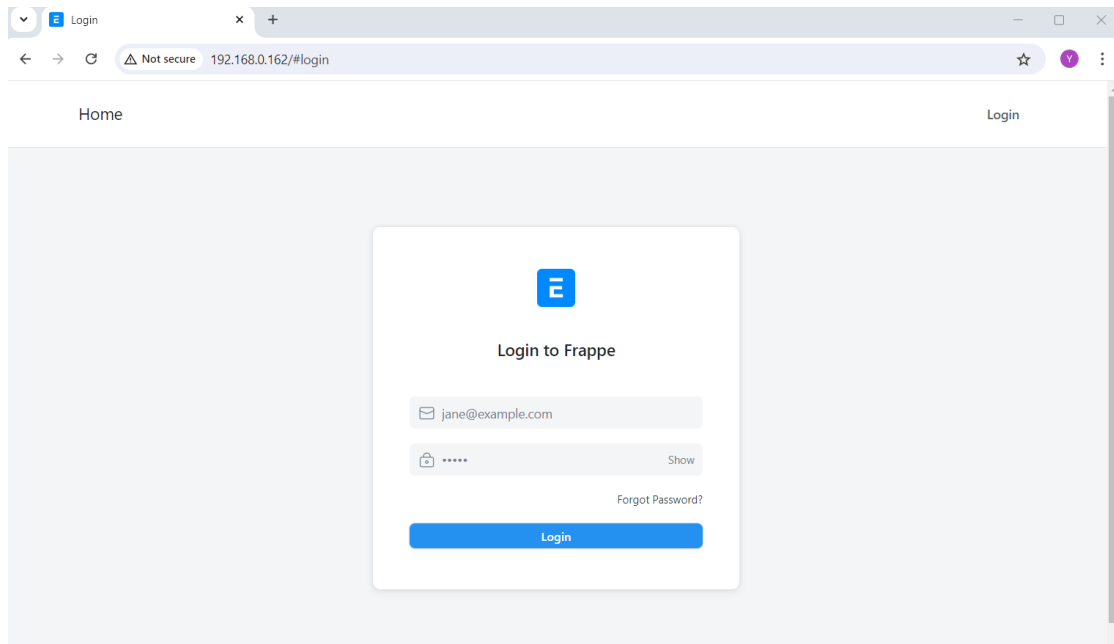 Login
Not secure 192.168.0.162/#login
Y
Home
Login
E
Login to Frappe
jane@example.com
•••••
Show
Forgot Password?
Login